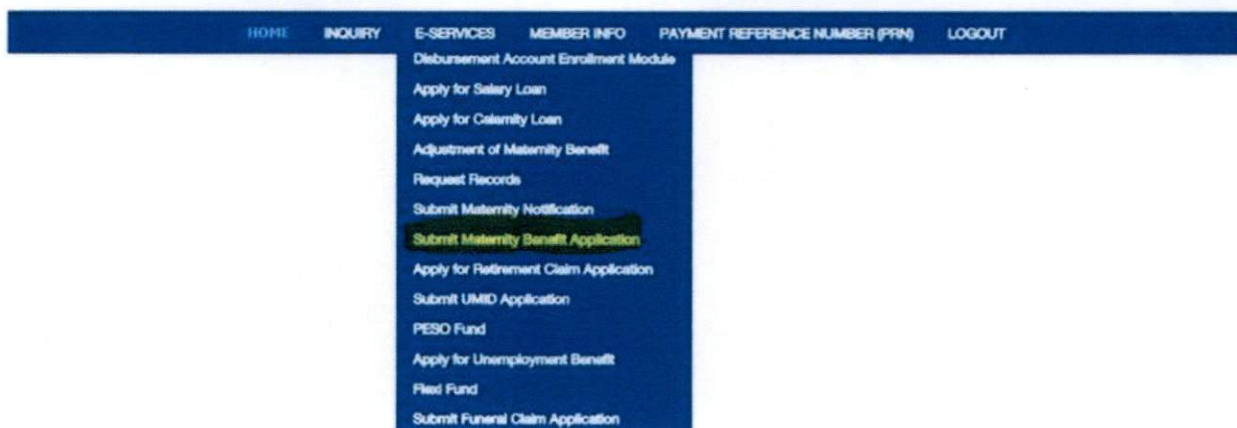 HOME INQUIRY E-SERVICES MEMBER INFO PAYMENT REFERENCE NUMBER (PRN) LOGOUT
Disbursement Account Enrollment Module
Apply for Salary Loan
Apply for Calamity Loan
Adjustment of Maternity Benefit
Request Records
Submit Maternity Notification
Submit Maternity Benefit Application
Apply for Retirement Claim Application
Submit UMID Application
PESO Fund
Apply for Unemployment Benefit
Flexi Fund
Submit Funeral Claim Application